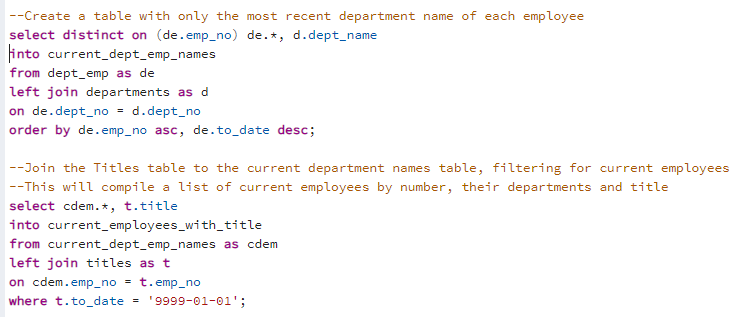 --Create a table with only the most recent department name of each employee
select distinct on (de.emp_no) de.*, d.dept_name
into current_dept_emp_names
from dept_emp as de
left join departments as d
on de.dept_no = d.dept_no
order by de.emp_no asc, de.to_date desc;

--Join the Titles table to the current department names table, filtering for current employees
--This will compile a list of current employees by number, their departments and title
select cdem.*, t.title
into current_employees_with_title
from current_dept_emp_names as cdem
left join titles as t
on cdem.emp_no = t.emp_no
where t.to_date = '9999-01-01';